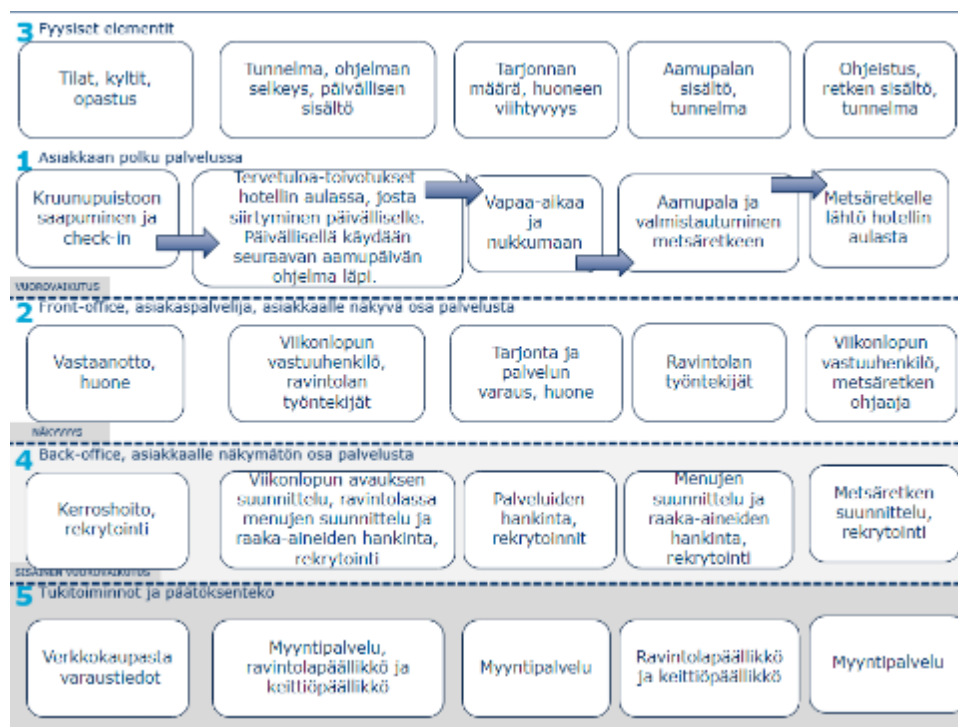 3 Fyysiset elementit
Tilat, kyltit,
opastus
Tunnelma, ohjelman
selkeys, päivällisen
sisältö
Tarjonnan
määrä, huoneen
viihtyvyys
Aamupalan
sisältö,
tunnelma
Ohjeistus,
retken sisältö,
tunnelma
1 Asiakkaan polku palvelussa
Kruunupuistoon
saapuminen ja
check-in
Tervetuloa-toivotukset
hotellin aulassa, josta
siirtyminen päivälliselle.
Päivällisellä käydään
seuraavan aamupäivän
ohjelma läpi.
Vapaa-aikaa
ja
nukkumaan
Aamupala ja
valmistautuminen
metsäretkeen
Metsäretkelle
lähtö hotellin
aulasta
VUOROVAIKUTUS
2 Front-office, asiakaspalvelija, asiakkaalle näkyvä osa palvelusta
Vastaanotto,
huone
Viikonlopun
vastuuhenkilö,
ravintolan
työntekijät
Tarjonta ja
palvelun
varaus, huone
Ravintolan
työntekijät
Viikonlopun
vastuuhenkilö,
metsäretken
ohjaaja
NÄKYVYYS
4 Back-office, asiakkaalle näkymätön osa palvelusta
Kerroshoito,
rekrytointi
Viikonlopun avauksen
suunnittelu, ravintolassa
menujen suunnittelu ja
raaka-aineiden hankinta,
rekrytointi
Palveluiden
hankinta,
rekrytoinnit
Menujen
suunnittelu ja
raaka-aineiden
hankinta,
rekrytointi
Metsäretken
suunnittelu,
rekrytointi
SISÄINEN VUOROVAIKUTUS
5 Tukitoiminnot ja päätöksenteko
Verkkokaupasta
varaustiedot
Myyntipalvelu,
ravintolapäällikkö ja
keittiöpäällikkö
Myyntipalvelu
Ravintolapäällikkö
ja keittiöpäällikkö
Myyntipalvelu